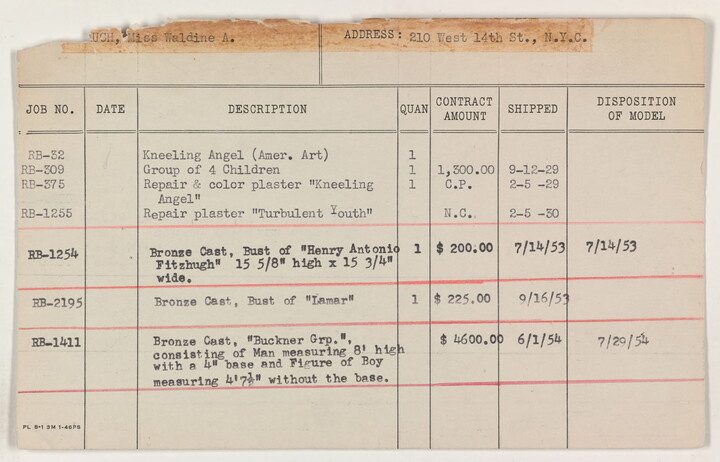 UCH, Miss Waldine A. ADDRESS: 210 West 14th St., N.Y.C.
JOB NO. DATE DESCRIPTION QUAN CONTRACT AMOUNT SHIPPED DISPOSITION OF MODEL
RB-32 Kneeling Angel (Amer. Art) 1
RB-309 Group of 4 Children 1 1,300.00 9-12-29
RB-375 Repair & color plaster "Kneeling 1 C.P. 2-5 -29
Angel"
RB-1255 Repair plaster "Turbulent Youth" N.C. 2-5 -30
RB-1254 Bronze Cast, Bust of "Henry Antonio 1 $ 200.00 7/14/53 7/14/53
Fitzhugh" 15 5/8" high x 15 3/4"
wide.
RB-2195 Bronze Cast, Bust of "Lamar" 1 $ 225.00 9/16/53
RB-1411 Bronze Cast, "Buckner Grp.", $ 4600.00 6/1/54 7/29/54
consisting of Man measuring 8' high
with a 4" base and Figure of Boy
measuring 4'7½" without the base.
PL 8•1 3M 1-46PS